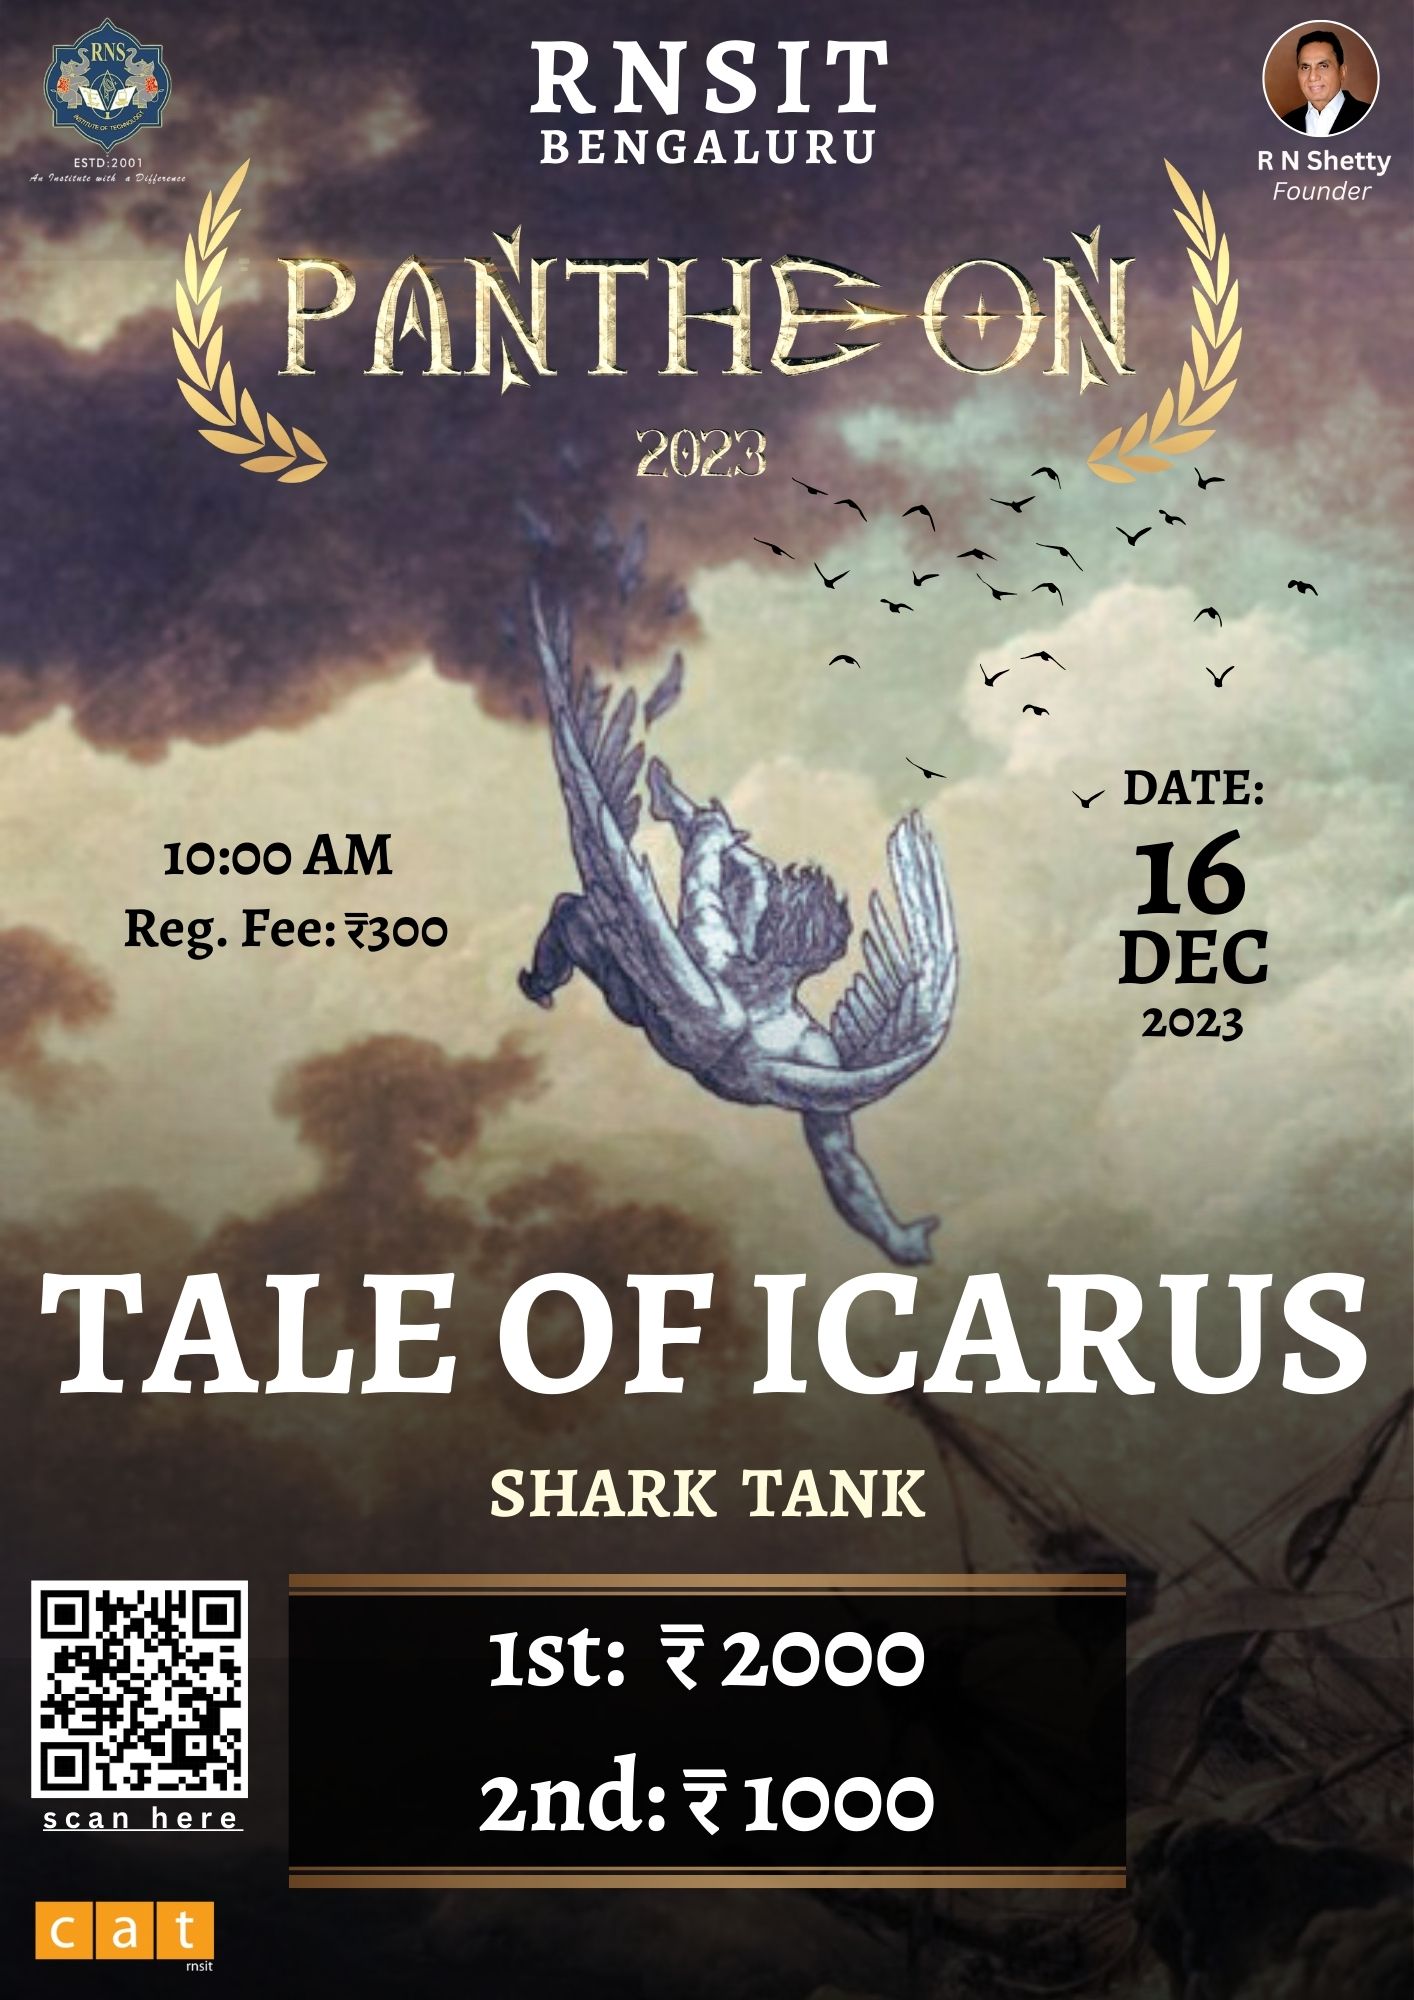 RNS
INSTITUTE OF TECHNOLOGY
ESTD:2001
An Institute with a Difference
RNSIT
BENGALURU
R N Shetty
Founder
PANTHEON
2023
10:00 AM
Reg. Fee: ₹300
DATE:
16
DEC
2023
TALE OF ICARUS
SHARK TANK
1st: ₹ 2000
2nd: ₹ 1000
scan here
cat
rnsit